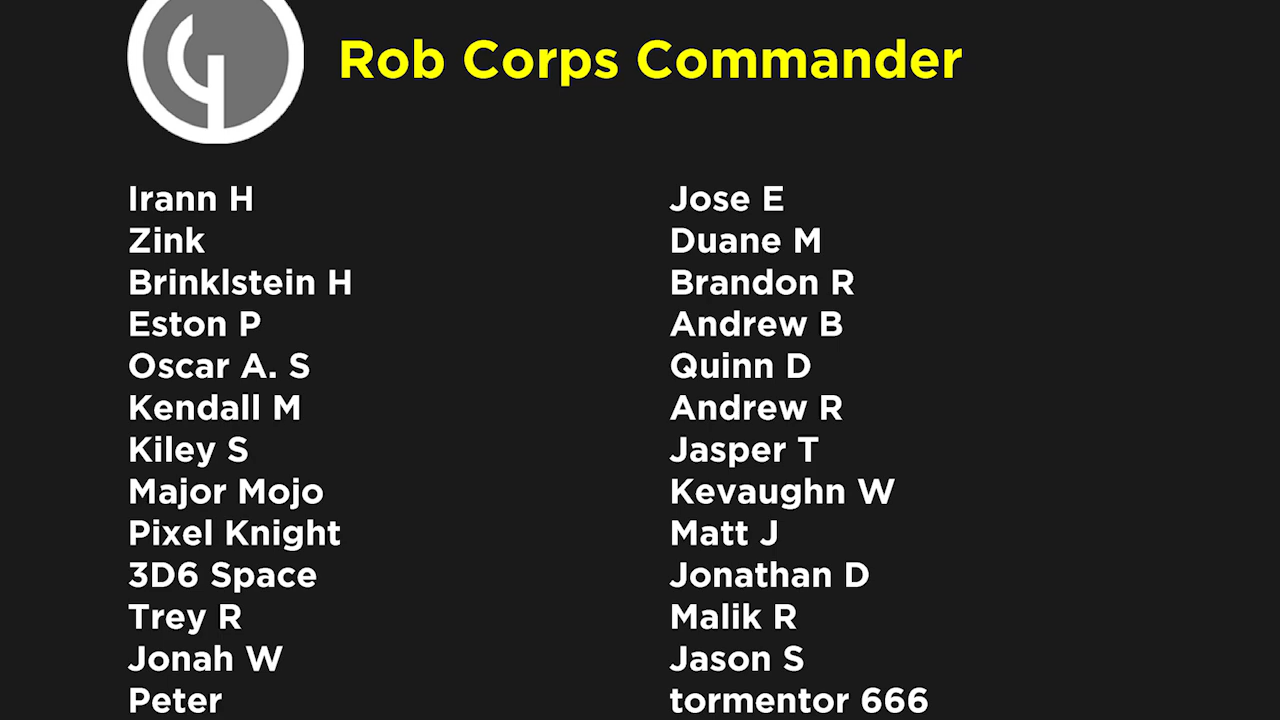 Rob Corps Commander
Irann H
Zink
Brinklstein H
Eston P
Oscar A. S
Kendall M
Kiley S
Major Mojo
Pixel Knight
3D6 Space
Trey R
Jonah W
Peter
Jose E
Duane M
Brandon R
Andrew B
Quinn D
Andrew R
Jasper T
Kevaughn W
Matt J
Jonathan D
Malik R
Jason S
tormentor 666